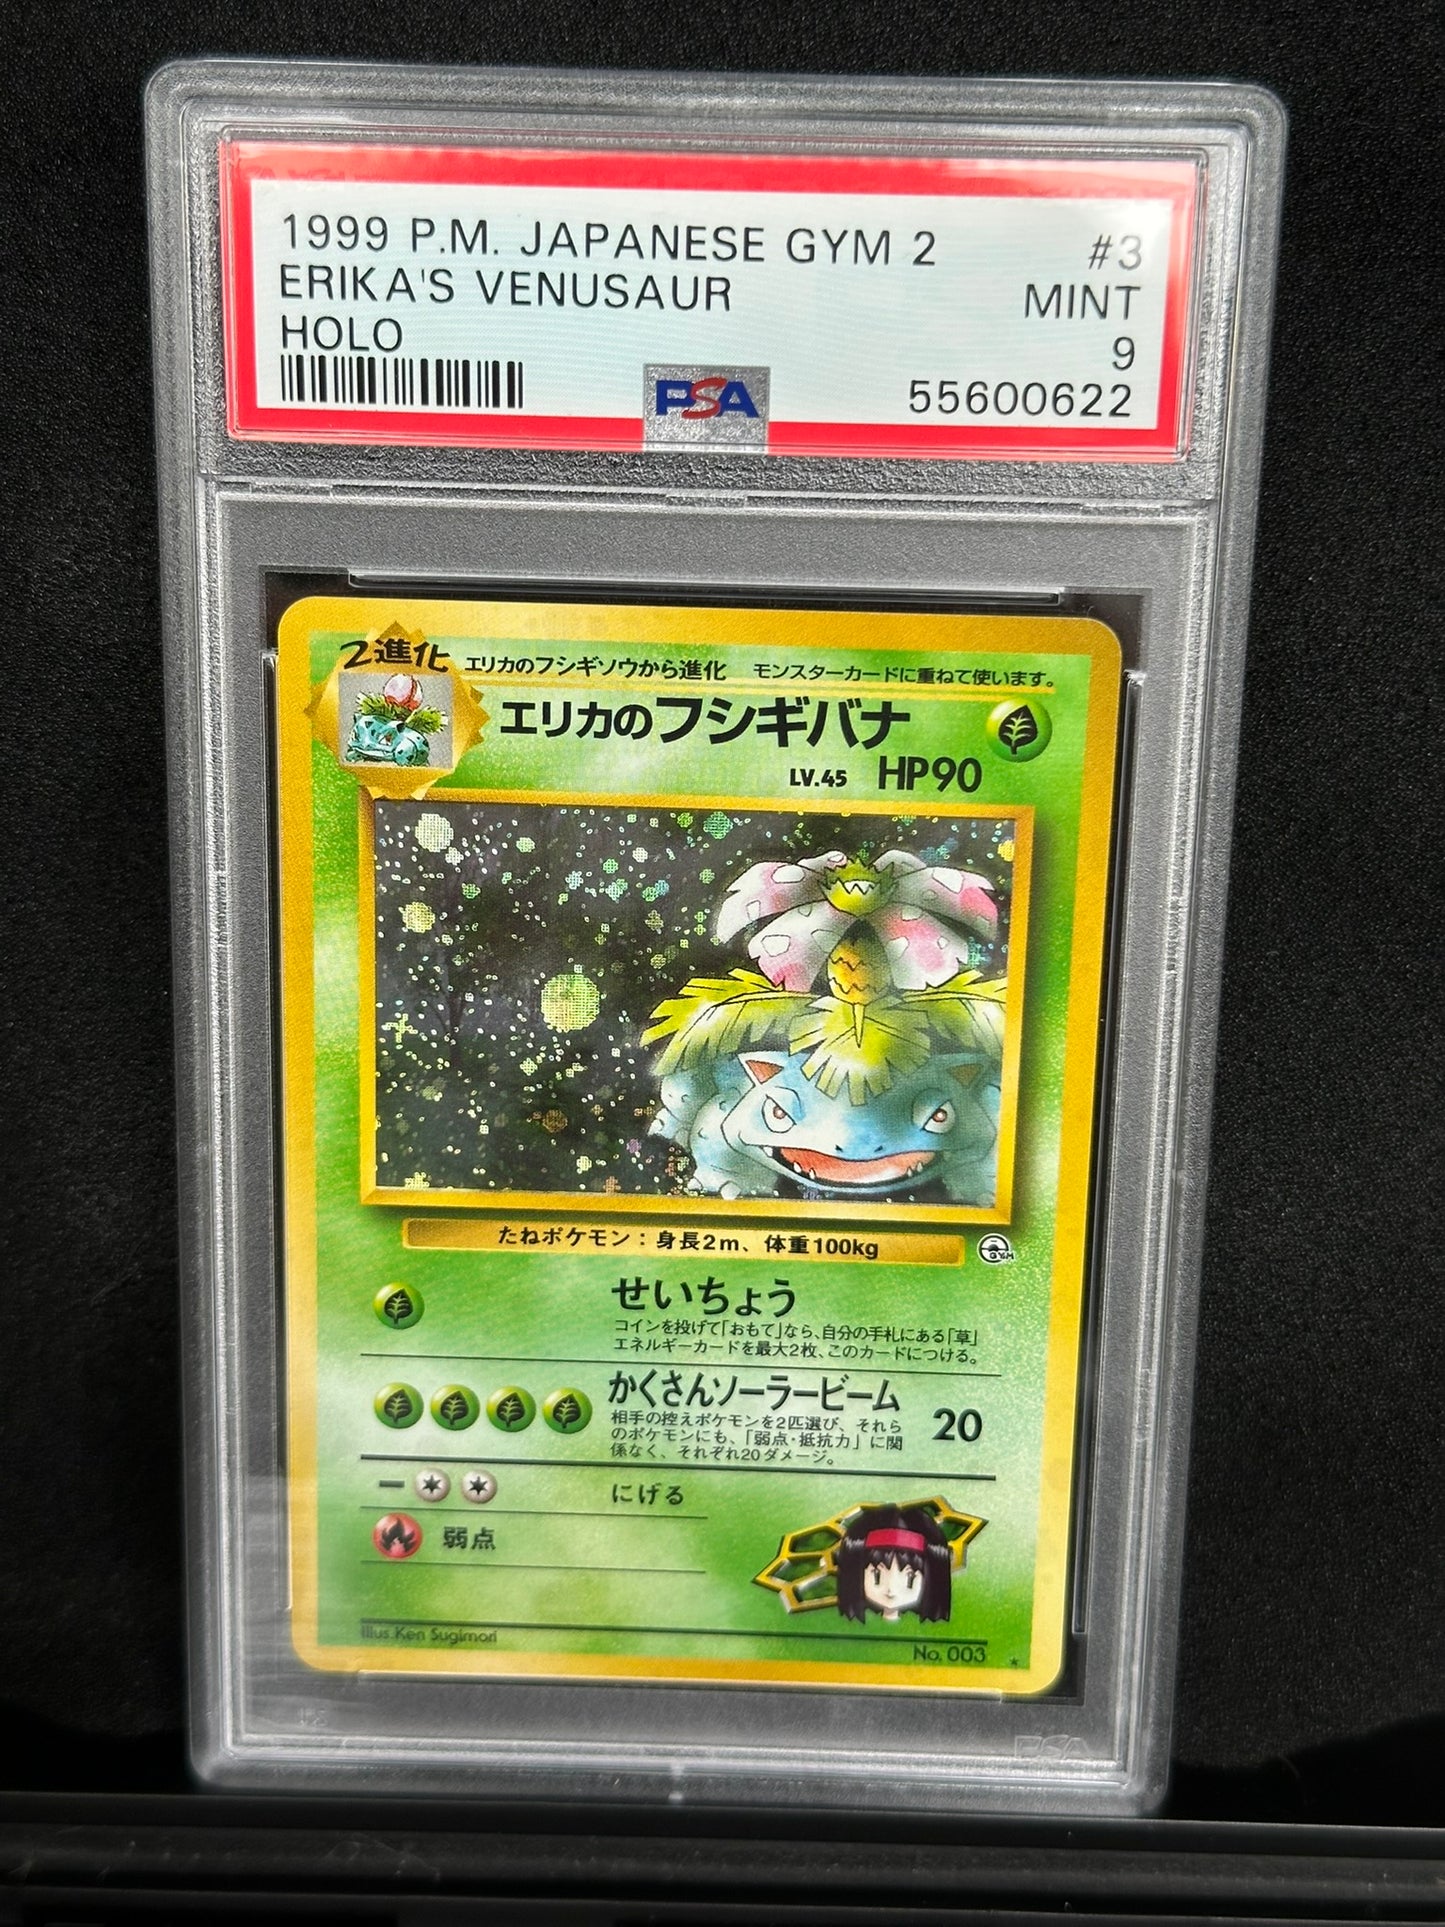 1999 P.M. JAPANESE GYM 2 #3
ERIKA'S VENUSAUR MINT
HOLO 9
PSA 55600622
2進化 エリカのフシギソウから進化 モンスターカードに重ねて使います。
エリカのフシギバナ
LV.45 HP90
たねポケモン：身長2m、体重100kg
GYM
せいちょう
コインを投げて「おもて」なら、自分の手札にある「草」
エネルギーカードを最大2枚、このカードにつける。
かくさんソーラービーム 20
相手の控えポケモンを2匹選び、それら
のポケモンにも、「弱点・抵抗力」に関
係なく、それぞれ20ダメージ。
にげる
弱点
Illus. Ken Sugimori
No. 003 ★
PSA